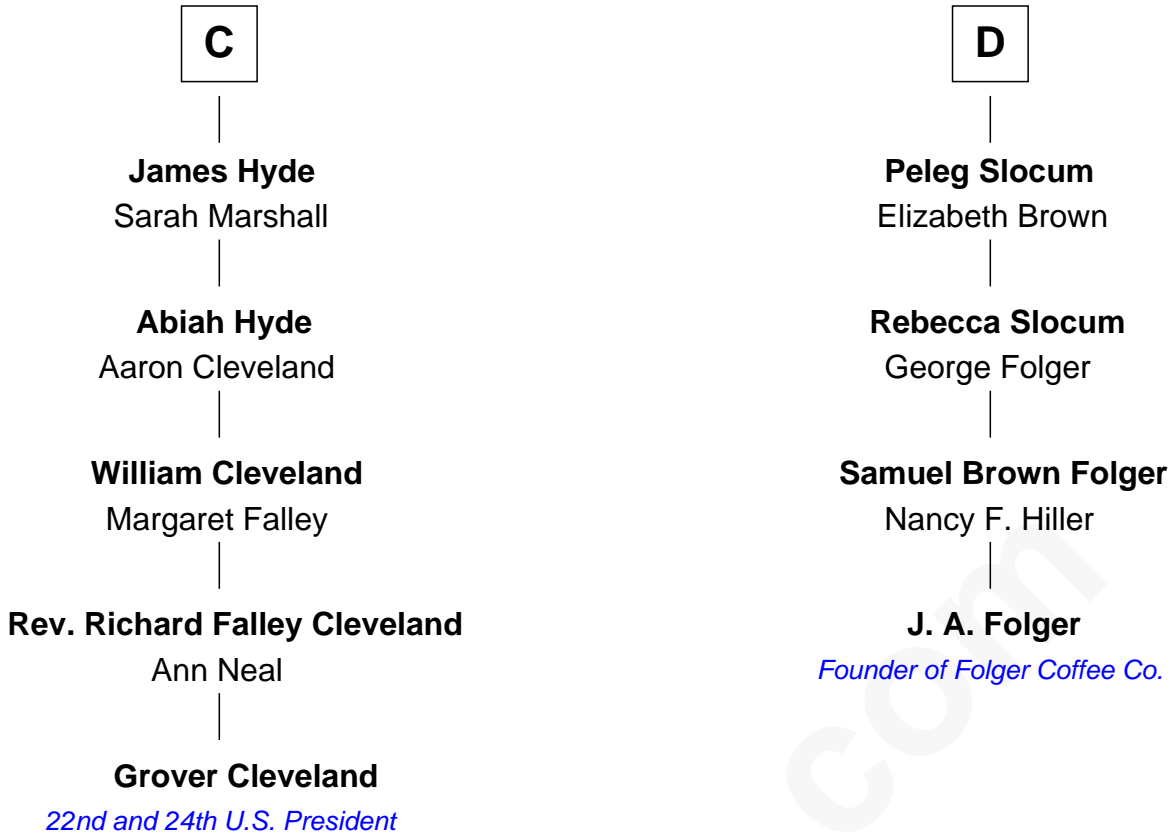 C
James Hyde
Sarah Marshall
Abiah Hyde
Aaron Cleveland
William Cleveland
Margaret Falley
Rev. Richard Falley Cleveland
Ann Neal
Grover Cleveland
22nd and 24th U.S. President
D
Peleg Slocum
Elizabeth Brown
Rebecca Slocum
George Folger
Samuel Brown Folger
Nancy F. Hiller
J. A. Folger
Founder of Folger Coffee Co.
com